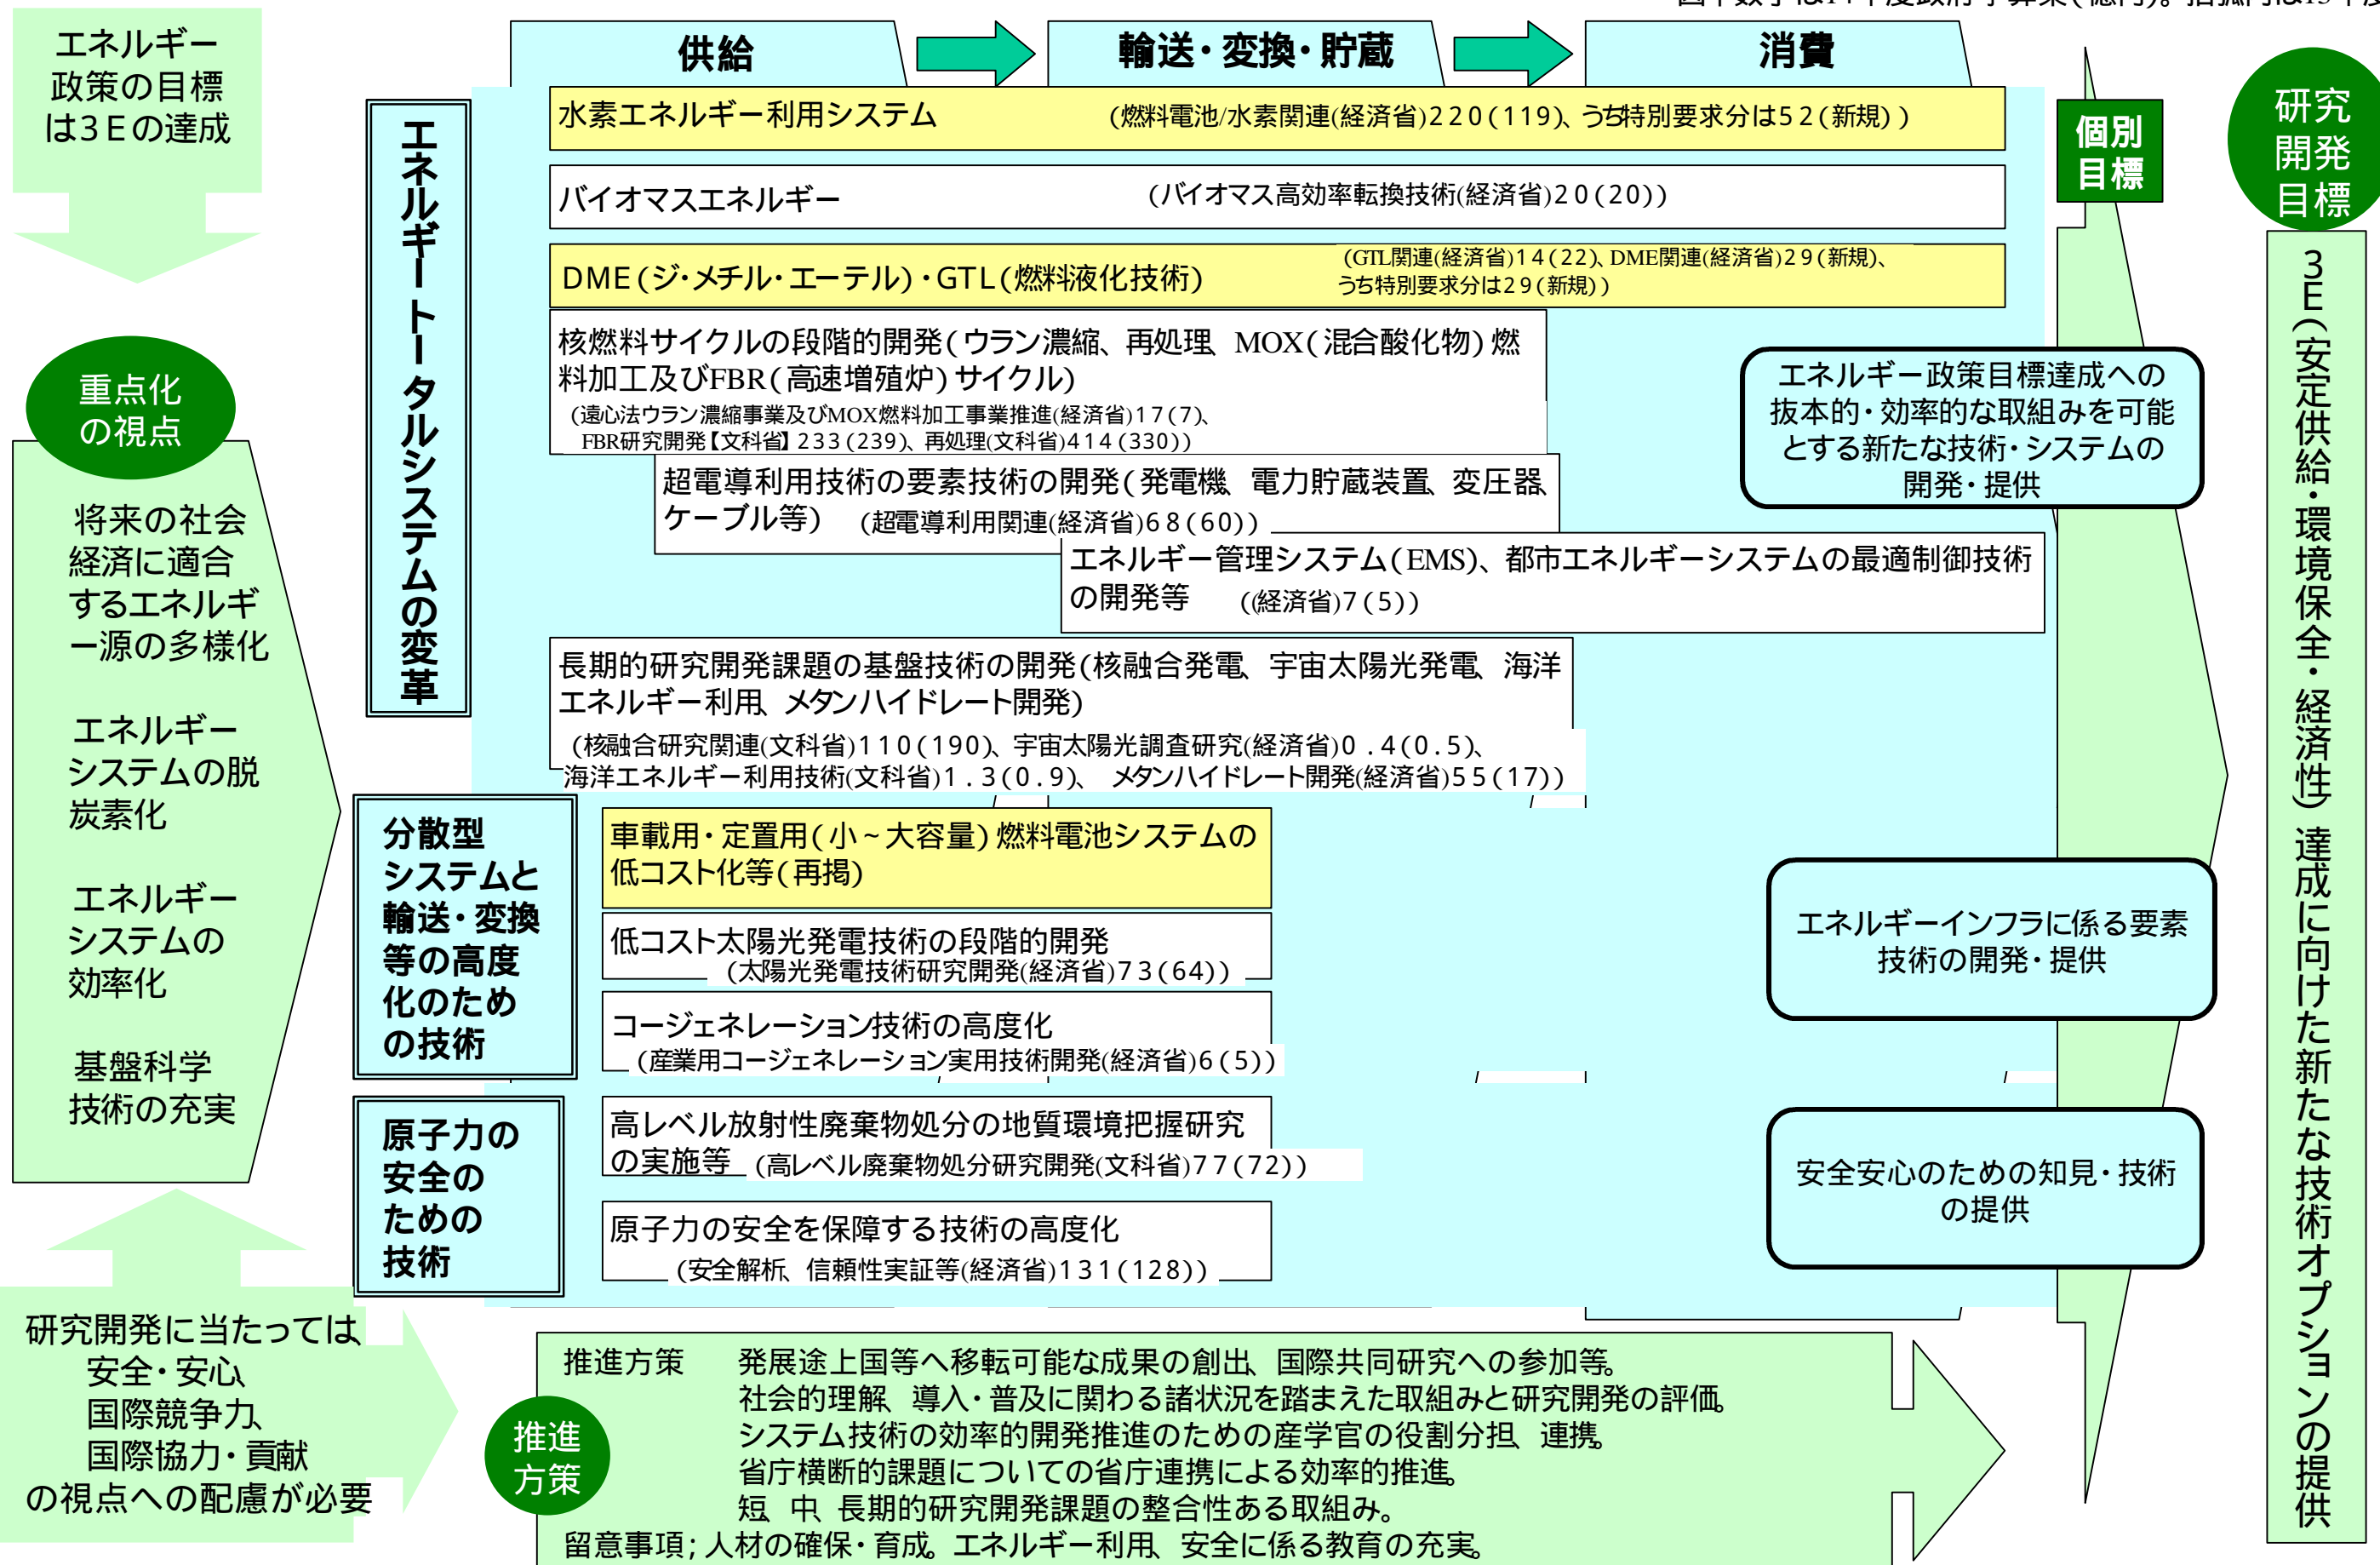 図中数字は14年度政府予算案(億円)。括弧内は13年度
エネルギー
政策の目標
は3Eの達成
供給
輸送・変換・貯蔵
消費
個別
目標
研究
開発
目標
エネルギートータルシステムの変革
水素エネルギー利用システム (燃料電池/水素関連(経済省)220(119)、うち特別要求分は52(新規))
バイオマスエネルギー (バイオマス高効率転換技術(経済省)20(20))
DME(ジ・メチル・エーテル)・GTL(燃料液化技術)
(GTL関連(経済省)14(22)、DME関連(経済省)29(新規)、
うち特別要求分は29(新規))
核燃料サイクルの段階的開発(ウラン濃縮、再処理、MOX(混合酸化物)燃
料加工及びFBR(高速増殖炉)サイクル)
(遠心法ウラン濃縮事業及びMOX燃料加工事業推進(経済省)17(7)、
FBR研究開発【文科省】233(239)、再処理(文科省)414(330))
超電導利用技術の要素技術の開発(発電機、電力貯蔵装置、変圧器、
ケーブル等) (超電導利用関連(経済省)68(60))
エネルギー管理システム(EMS)、都市エネルギーシステムの最適制御技術
の開発等 ((経済省)7(5))
長期的研究開発課題の基盤技術の開発(核融合発電、宇宙太陽光発電、海洋
エネルギー利用、メタンハイドレート開発)
(核融合研究関連(文科省)110(190)、宇宙太陽光調査研究(経済省)0.4(0.5)、
海洋エネルギー利用技術(文科省)1.3(0.9)、 メタンハイドレート開発(経済省)55(17))
重点化
の視点
将来の社会
経済に適合
するエネルギ
ー源の多様化
エネルギー
システムの脱
炭素化
エネルギー
システムの
効率化
基盤科学
技術の充実
分散型
システムと
輸送・変換
等の高度
化のため
の技術
車載用・定置用(小~大容量)燃料電池システムの
低コスト化等(再掲)
低コスト太陽光発電技術の段階的開発
(太陽光発電技術研究開発(経済省)73(64))
コージェネレーション技術の高度化
(産業用コージェネレーション実用技術開発(経済省)6(5))
原子力の
安全の
ための
技術
高レベル放射性廃棄物処分の地質環境把握研究
の実施等 (高レベル廃棄物処分研究開発(文科省)77(72))
原子力の安全を保障する技術の高度化
(安全解析、信頼性実証等(経済省)131(128))
エネルギー政策目標達成への
抜本的・効率的な取組みを可能
とする新たな技術・システムの
開発・提供
エネルギーインフラに係る要素
技術の開発・提供
安全安心のための知見・技術
の提供
3E(安定供給・環境保全・経済性)達成に向けた新たな技術オプションの提供
研究開発に当たっては、
安全・安心、
国際競争力、
国際協力・貢献
の視点への配慮が必要
推進
方策
推進方策 発展途上国等へ移転可能な成果の創出、国際共同研究への参加等。
社会的理解、導入・普及に関わる諸状況を踏まえた取組みと研究開発の評価。
システム技術の効率的開発推進のための産学官の役割分担、連携。
省庁横断的課題についての省庁連携による効率的推進。
短、中、長期的研究開発課題の整合性ある取組み。
留意事項;人材の確保・育成。エネルギー利用、安全に係る教育の充実。